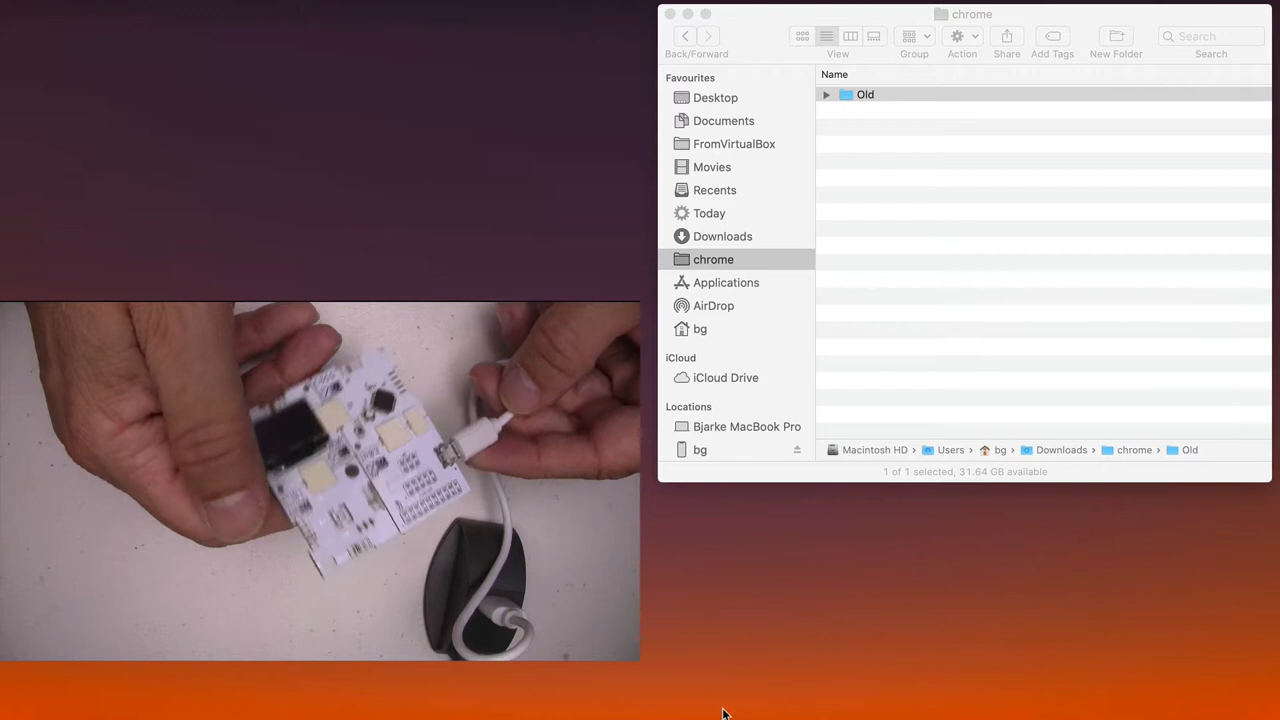 chrome
Back/Forward
View
Group
Action
Share
Add Tags
New Folder
Search
Search
Favourites
Desktop
Documents
FromVirtualBox
Movies
Recents
Today
Downloads
chrome
Applications
AirDrop
bg
iCloud
iCloud Drive
Locations
Bjarke MacBook Pro
bg
Name
Old
Macintosh HD > Users > bg > Downloads > chrome > Old
1 of 1 selected, 31.64 GB available